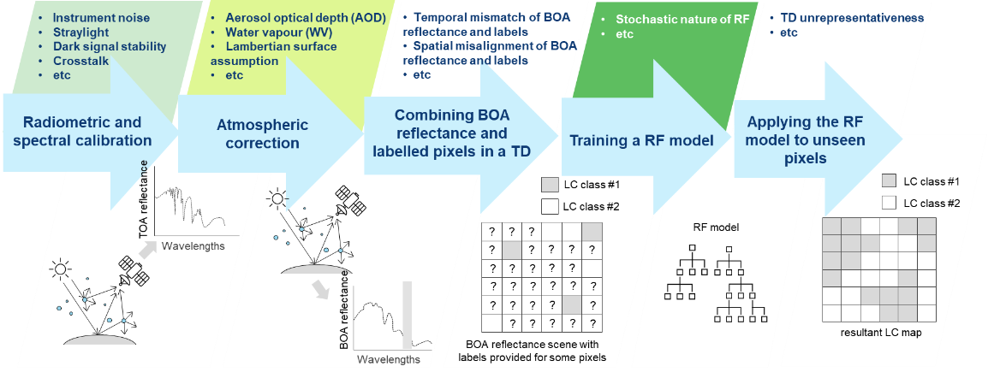 • Instrument noise
• Straylight
• Dark signal stability
• Crosstalk
• etc
Radiometric and
spectral calibration
TOA reflectance
Wavelengths
• Aerosol optical depth (AOD)
• Water vapour (WV)
• Lambertian surface
assumption
• etc
Atmospheric
correction
BOA reflectance
Wavelengths
• Temporal mismatch of BOA
reflectance and labels
• Spatial misalignment of BOA
reflectance and labels
• etc
Combining BOA
reflectance and
labelled pixels in a TD
LC class #1
LC class #2
? ? ?
? ? ? ? ?
? ? ? ? ?
? ? ? ? ? ?
? ? ? ? ?
? ? ? ? ?
BOA reflectance scene with
labels provided for some pixels
• Stochastic nature of RF
• etc
Training a RF model
RF model
• TD unrepresentativeness
• etc
Applying the RF
model to unseen
pixels
LC class #1
LC class #2
resultant LC map